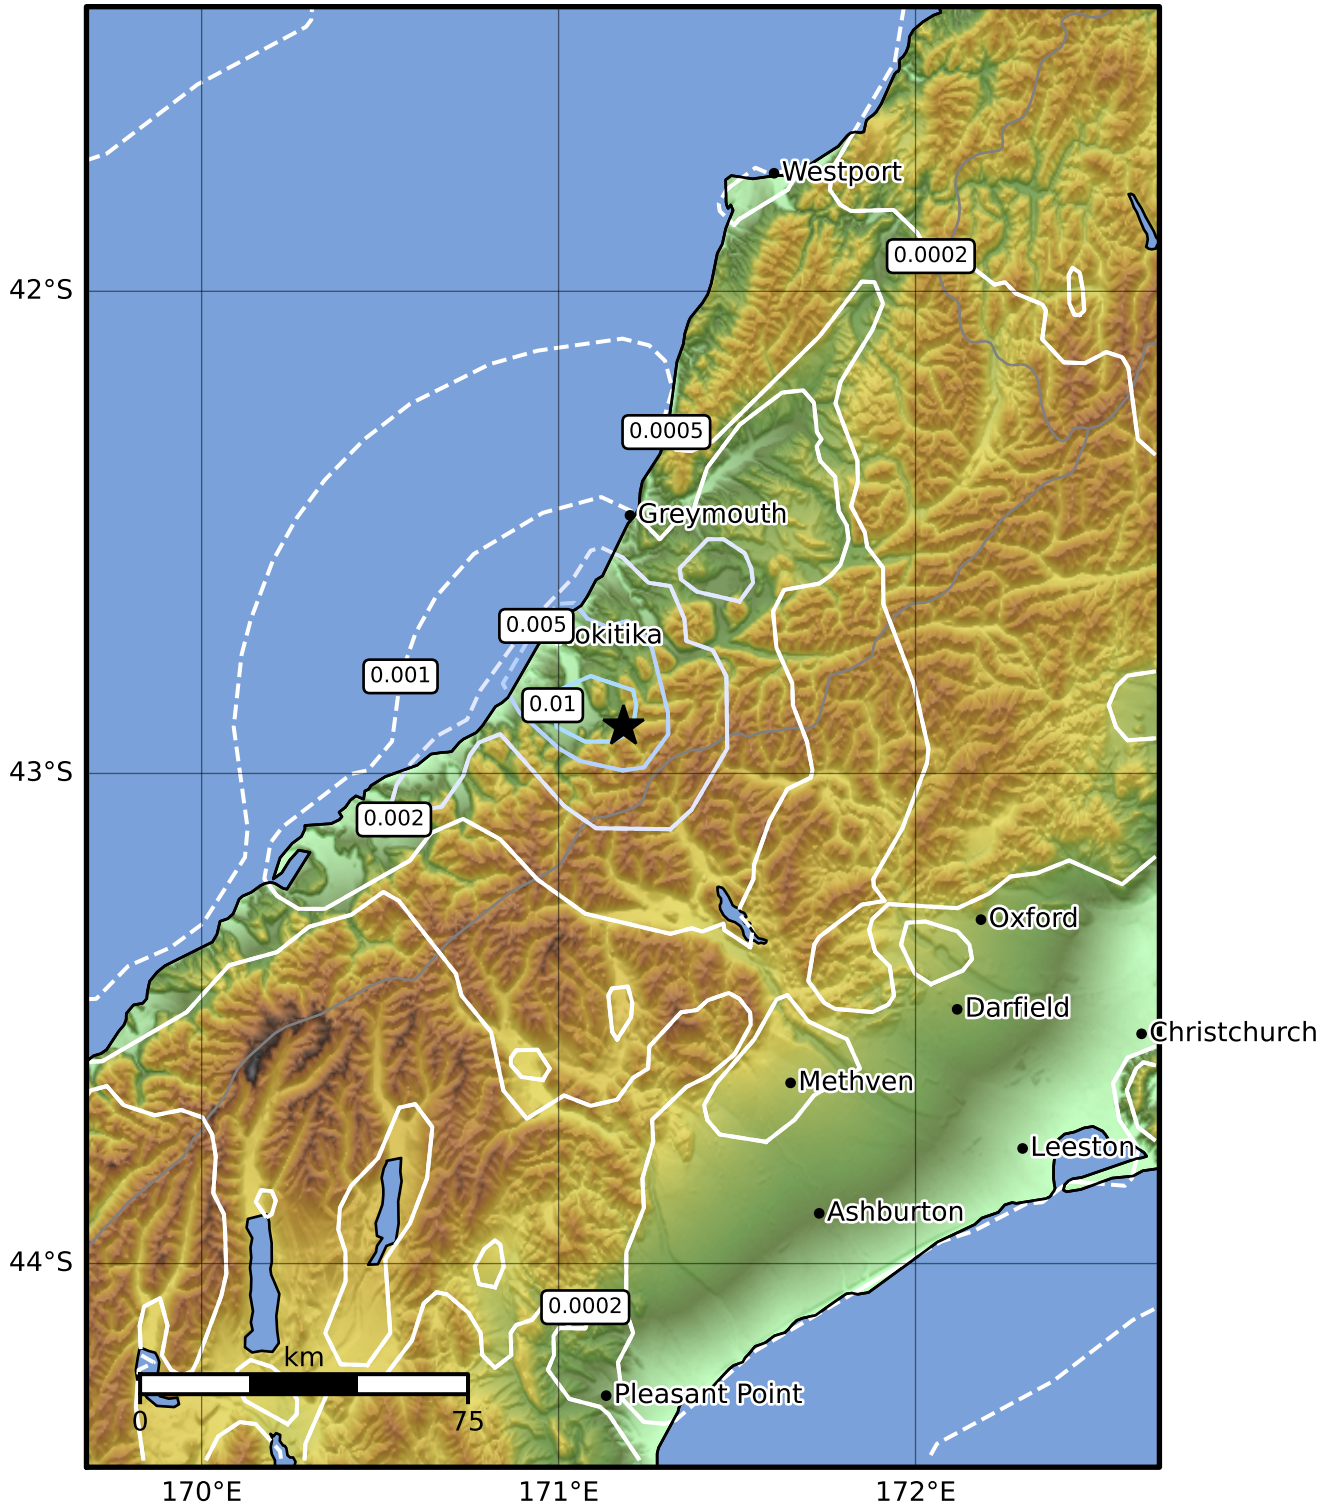 Westport
0.0002
42°S
0.0005
Greymouth
0.005
okitika
0.001
0.01
43°S
0.002
Oxford
Darfield
Christchurch
Methven
Leeston
Ashburton
44°S
0.0002
km
Pleasant Point
0 75
170°E 171°E 172°E